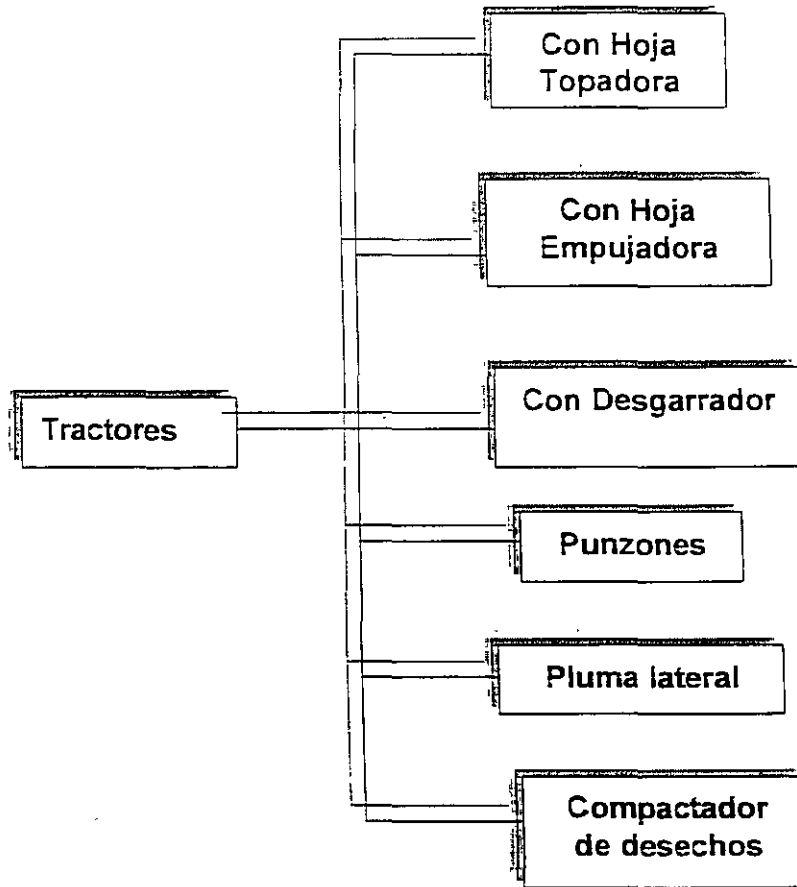 Con Hoja
Topadora
Con Hoja
Empujadora
Tractores
Con Desgarrador
Punzones
Pluma lateral
Compactador
de desechos